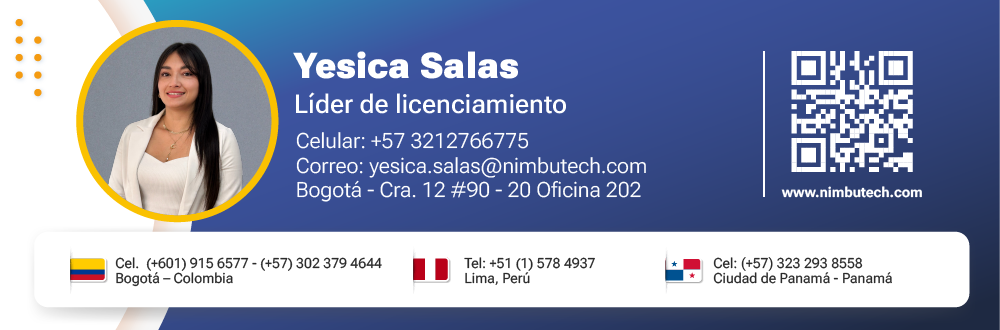 Yesica Salas
Líder de licenciamiento
Celular: +57 3212766775
Correo: yesica.salas@nimbutech.com
Bogotá - Cra. 12 #90 - 20 Oficina 202
www.nimbutech.com
Cel. (+601) 915 6577 - (+57) 302 379 4644
Bogotá – Colombia
Tel: +51 (1) 578 4937
Lima, Perú
Cel: (+57) 323 293 8558
Ciudad de Panamá - Panamá